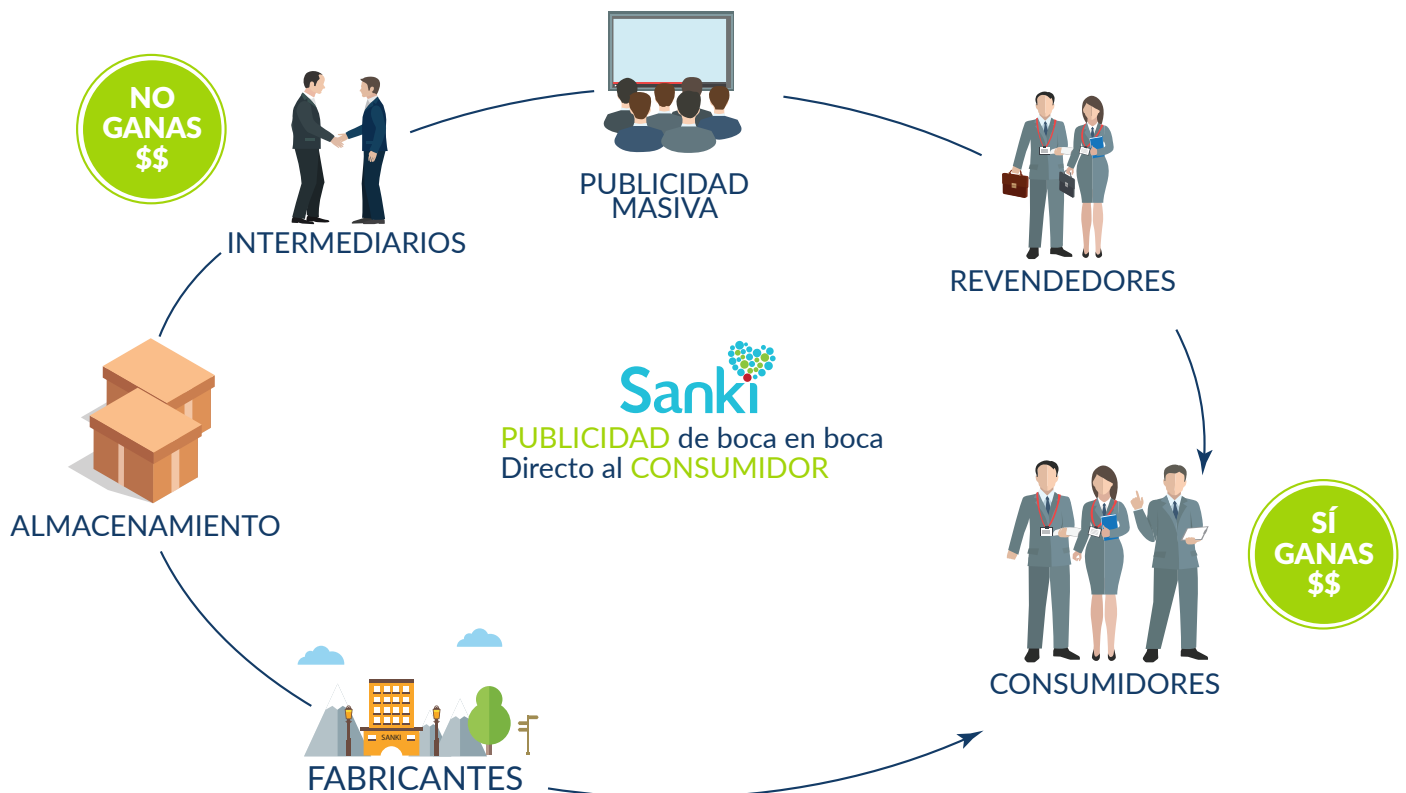 NO
GANAS
$$
INTERMEDIARIOS
PUBLICIDAD
MASIVA
REVENDEDORES
Sanki
PUBLICIDAD de boca en boca
Directo al CONSUMIDOR
ALMACENAMIENTO
SÍ
GANAS
$$
CONSUMIDORES
SANKI
FABRICANTES